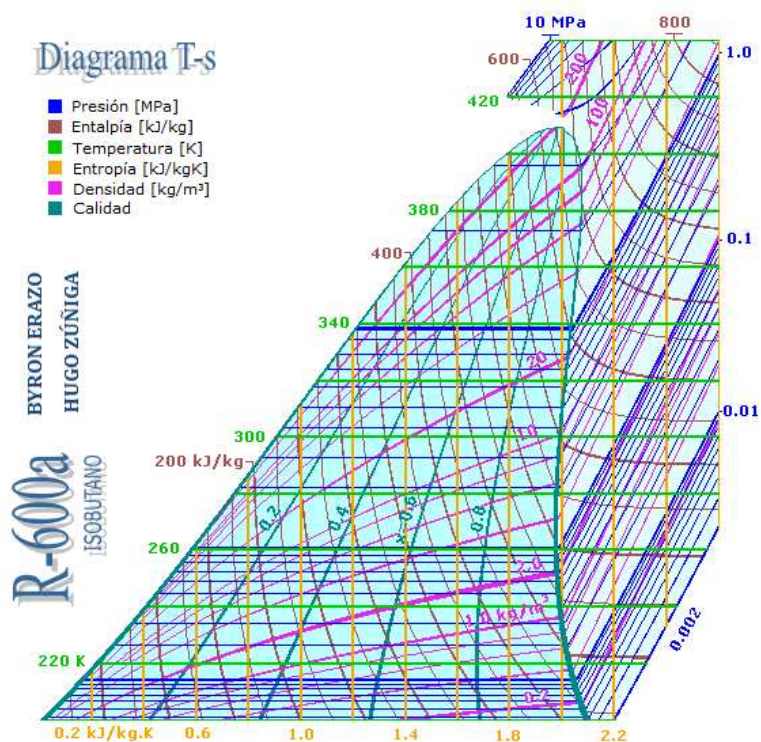 Diagrama T-s
Presión [MPa]
Entalpía [kJ/kg]
Temperatura [K]
Entropía [kJ/kgK]
Densidad [kg/m³]
Calidad
BYRON ERAZO
HUGO ZÚÑIGA
R-600a
ISOBUTANO
10 MPa
800
600
1.0
200
420
100
380
0.1
400
340
20
0.01
300
10
200 kJ/kg
0.2
0.4
x=0.6
0.8
260
2.0
1.0 kg/m³
0.002
220 K
0.2
0.2 kJ/kg.K
0.6
1.0
1.4
1.8
2.2